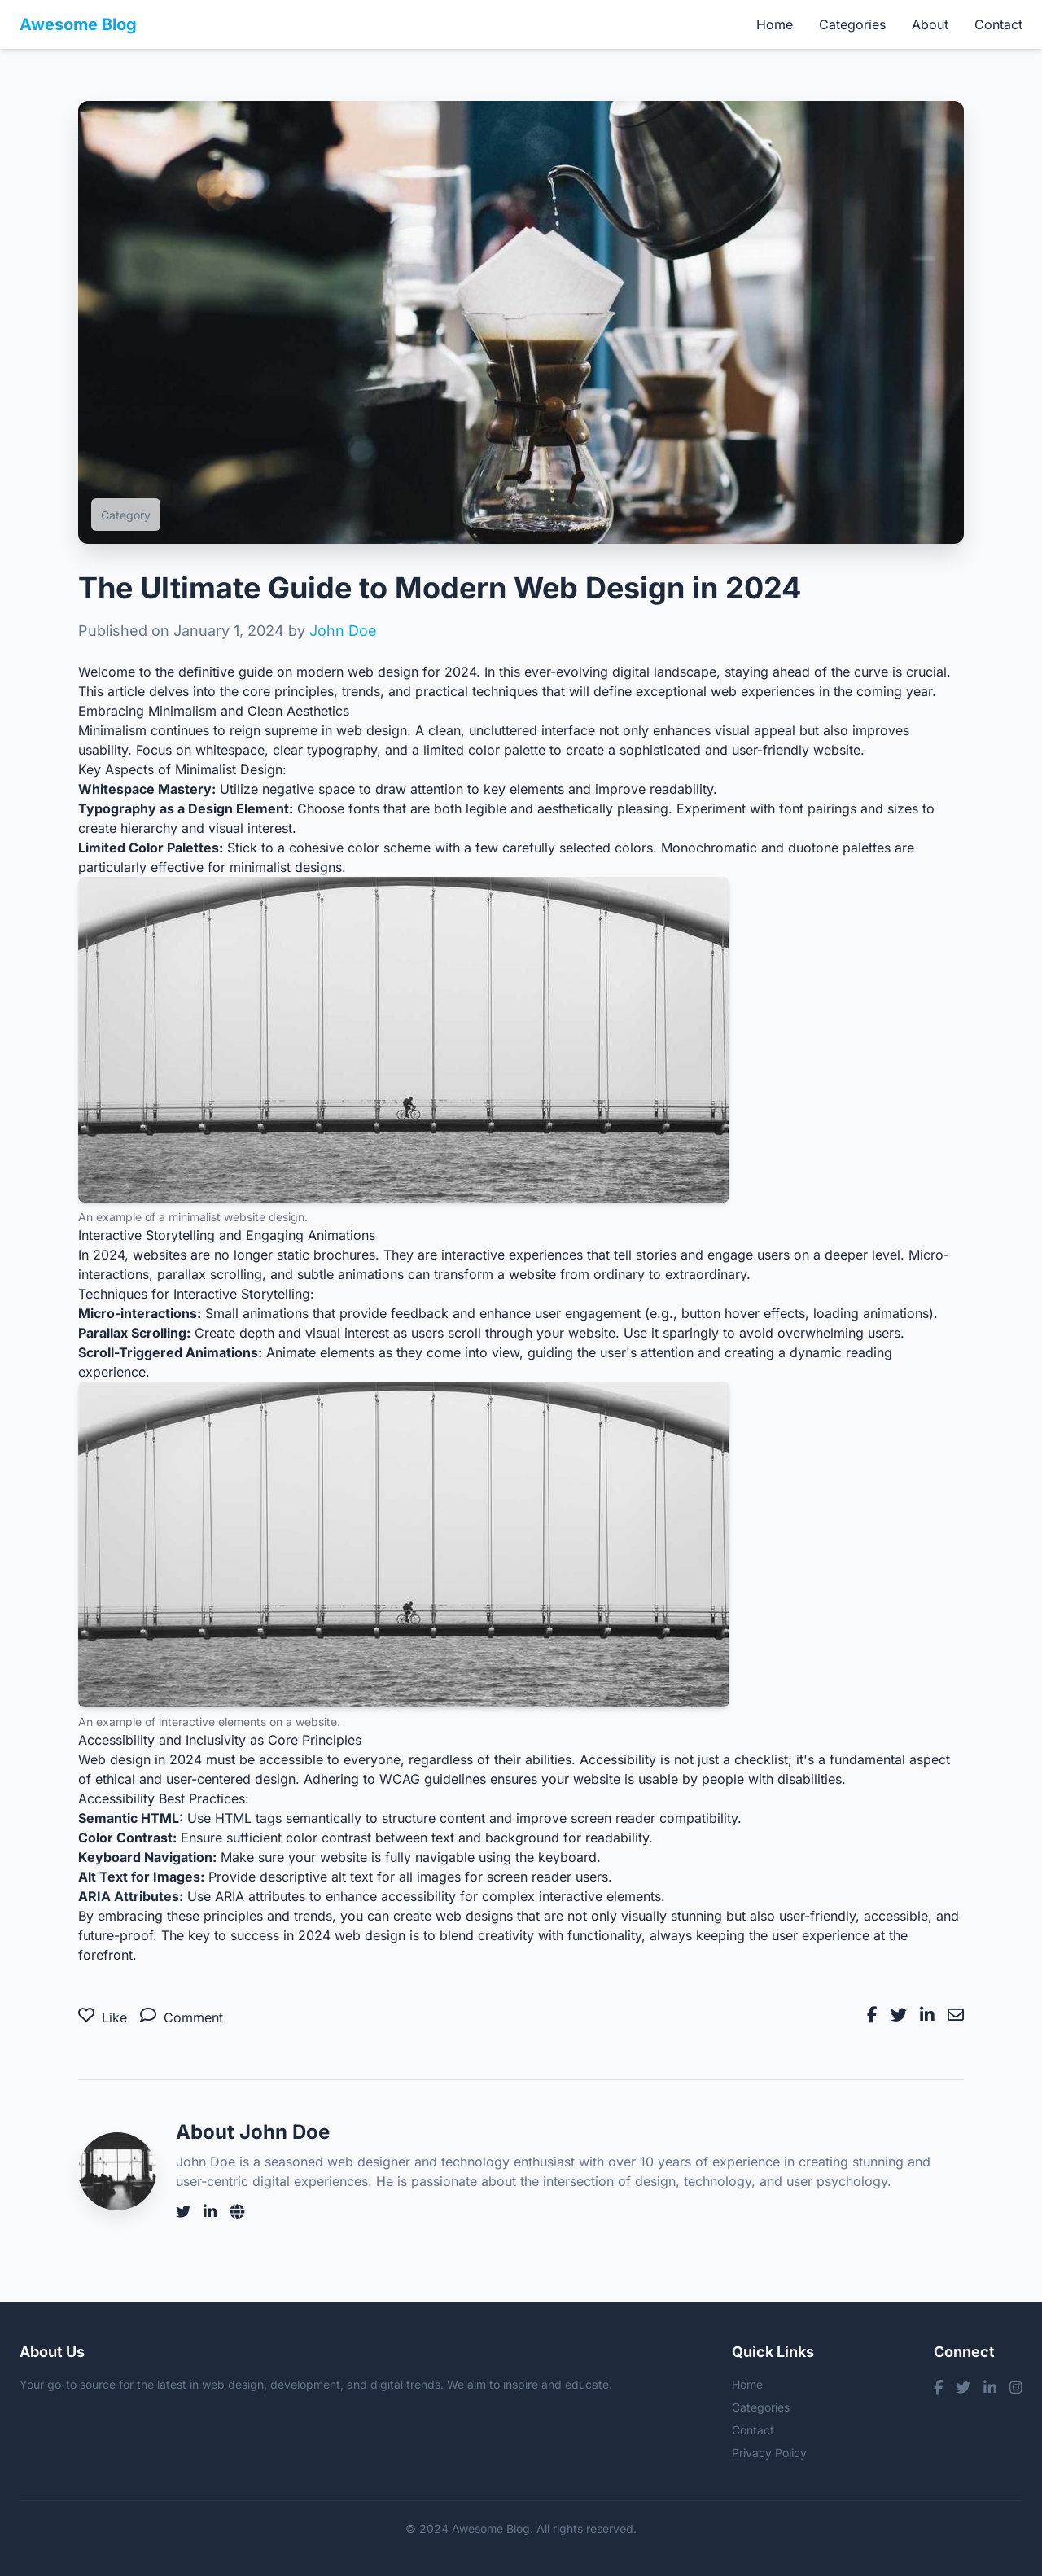 Awesome Blog
Home Categories About Contact
Category
The Ultimate Guide to Modern Web Design in 2024
Published on January 1, 2024 by John Doe
Welcome to the definitive guide on modern web design for 2024. In this ever-evolving digital landscape, staying ahead of the curve is crucial.
This article delves into the core principles, trends, and practical techniques that will define exceptional web experiences in the coming year.
Embracing Minimalism and Clean Aesthetics
Minimalism continues to reign supreme in web design. A clean, uncluttered interface not only enhances visual appeal but also improves
usability. Focus on whitespace, clear typography, and a limited color palette to create a sophisticated and user-friendly website.
Key Aspects of Minimalist Design:
Whitespace Mastery: Utilize negative space to draw attention to key elements and improve readability.
Typography as a Design Element: Choose fonts that are both legible and aesthetically pleasing. Experiment with font pairings and sizes to
create hierarchy and visual interest.
Limited Color Palettes: Stick to a cohesive color scheme with a few carefully selected colors. Monochromatic and duotone palettes are
particularly effective for minimalist designs.
An example of a minimalist website design.
Interactive Storytelling and Engaging Animations
In 2024, websites are no longer static brochures. They are interactive experiences that tell stories and engage users on a deeper level. Micro-
interactions, parallax scrolling, and subtle animations can transform a website from ordinary to extraordinary.
Techniques for Interactive Storytelling:
Micro-interactions: Small animations that provide feedback and enhance user engagement (e.g., button hover effects, loading animations).
Parallax Scrolling: Create depth and visual interest as users scroll through your website. Use it sparingly to avoid overwhelming users.
Scroll-Triggered Animations: Animate elements as they come into view, guiding the user's attention and creating a dynamic reading
experience.
An example of interactive elements on a website.
Accessibility and Inclusivity as Core Principles
Web design in 2024 must be accessible to everyone, regardless of their abilities. Accessibility is not just a checklist; it's a fundamental aspect
of ethical and user-centered design. Adhering to WCAG guidelines ensures your website is usable by people with disabilities.
Accessibility Best Practices:
Semantic HTML: Use HTML tags semantically to structure content and improve screen reader compatibility.
Color Contrast: Ensure sufficient color contrast between text and background for readability.
Keyboard Navigation: Make sure your website is fully navigable using the keyboard.
Alt Text for Images: Provide descriptive alt text for all images for screen reader users.
ARIA Attributes: Use ARIA attributes to enhance accessibility for complex interactive elements.
By embracing these principles and trends, you can create web designs that are not only visually stunning but also user-friendly, accessible, and
future-proof. The key to success in 2024 web design is to blend creativity with functionality, always keeping the user experience at the
forefront.
Like Comment
About John Doe
John Doe is a seasoned web designer and technology enthusiast with over 10 years of experience in creating stunning and
user-centric digital experiences. He is passionate about the intersection of design, technology, and user psychology.
About Us
Your go-to source for the latest in web design, development, and digital trends. We aim to inspire and educate.
Quick Links
Home
Categories
Contact
Privacy Policy
Connect
© 2024 Awesome Blog. All rights reserved.